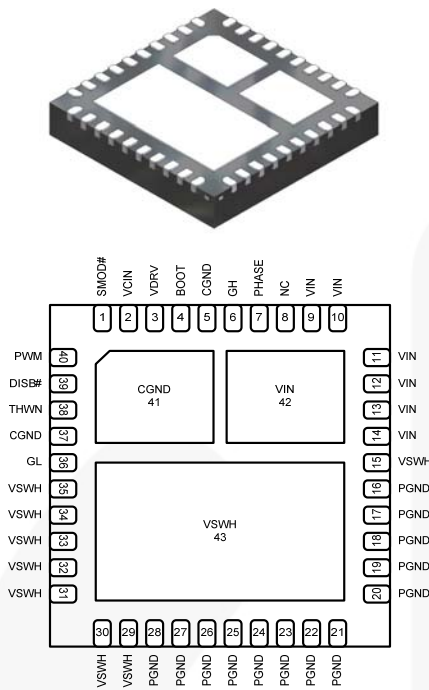 SMOD#
VCIN
VDRV
BOOT
CGND
GH
PHASE
NC
VIN
VIN
1 2 3 4 5 6 7 8 9 10
PWM 40
DISB# 39
THWN 38
CGND 37
GL 36
VSWH 35
VSWH 34
VSWH 33
VSWH 32
VSWH 31
CGND
41
VIN
42
VSWH
43
11 VIN
12 VIN
13 VIN
14 VIN
15 VSWH
16 PGND
17 PGND
18 PGND
19 PGND
20 PGND
30 29 28 27 26 25 24 23 22 21
VSWH
VSWH
PGND
PGND
PGND
PGND
PGND
PGND
PGND
PGND